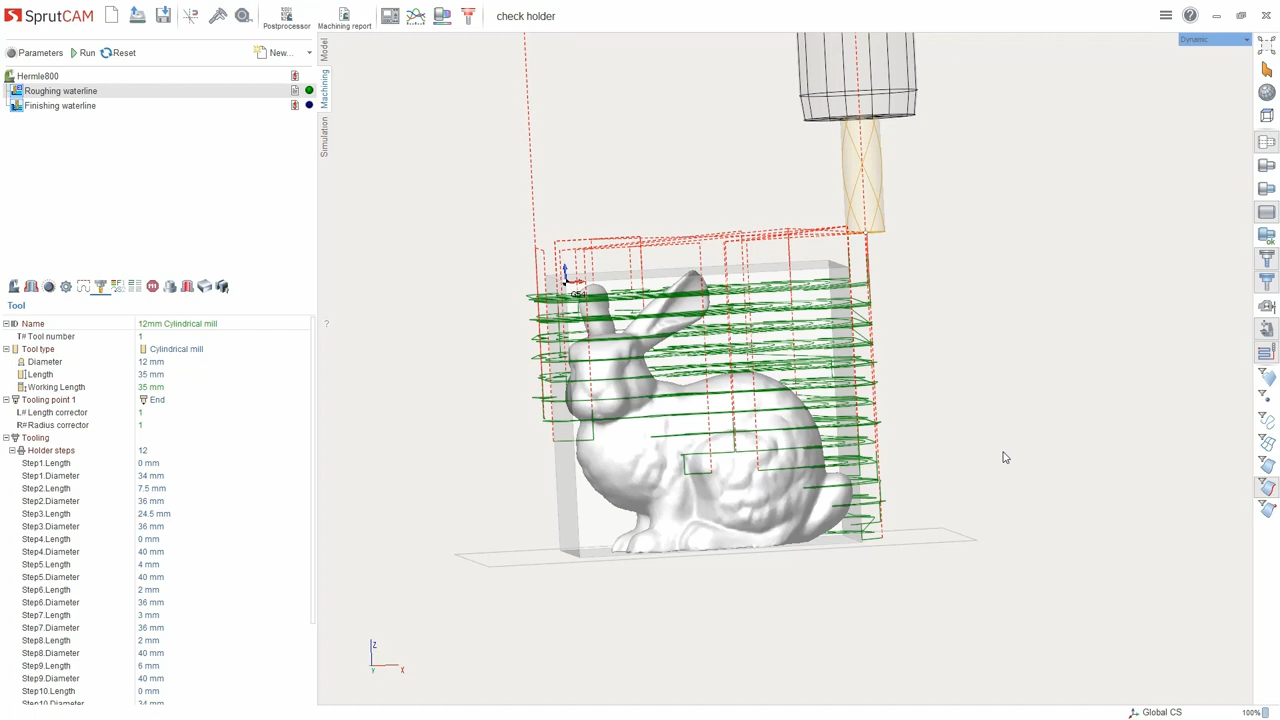 SprutCAM
Postprocessor
Machining report
check holder
Parameters
Run
Reset
New...
Dynamic
Hermle800
Roughing waterline
Finishing waterline
Model
Machining
Simulation
Tool
?
ID Name 12mm Cylindrical mill
T# Tool number 1
Tool type Cylindrical mill
Diameter 12 mm
Length 35 mm
Working Length 35 mm
Tooling point 1 End
L# Length corrector 1
R# Radius corrector 1
Tooling
Holder steps 12
Step1.Length 0 mm
Step1.Diameter 34 mm
Step2.Length 7.5 mm
Step2.Diameter 36 mm
Step3.Length 24.5 mm
Step3.Diameter 36 mm
Step4.Length 0 mm
Step4.Diameter 40 mm
Step5.Length 4 mm
Step5.Diameter 40 mm
Step6.Length 2 mm
Step6.Diameter 36 mm
Step7.Length 3 mm
Step7.Diameter 36 mm
Step8.Length 2 mm
Step8.Diameter 40 mm
Step9.Length 6 mm
Step9.Diameter 40 mm
Step10.Length 0 mm
Step10.Diameter 34 mm
Z
Y
X
Global CS
100%